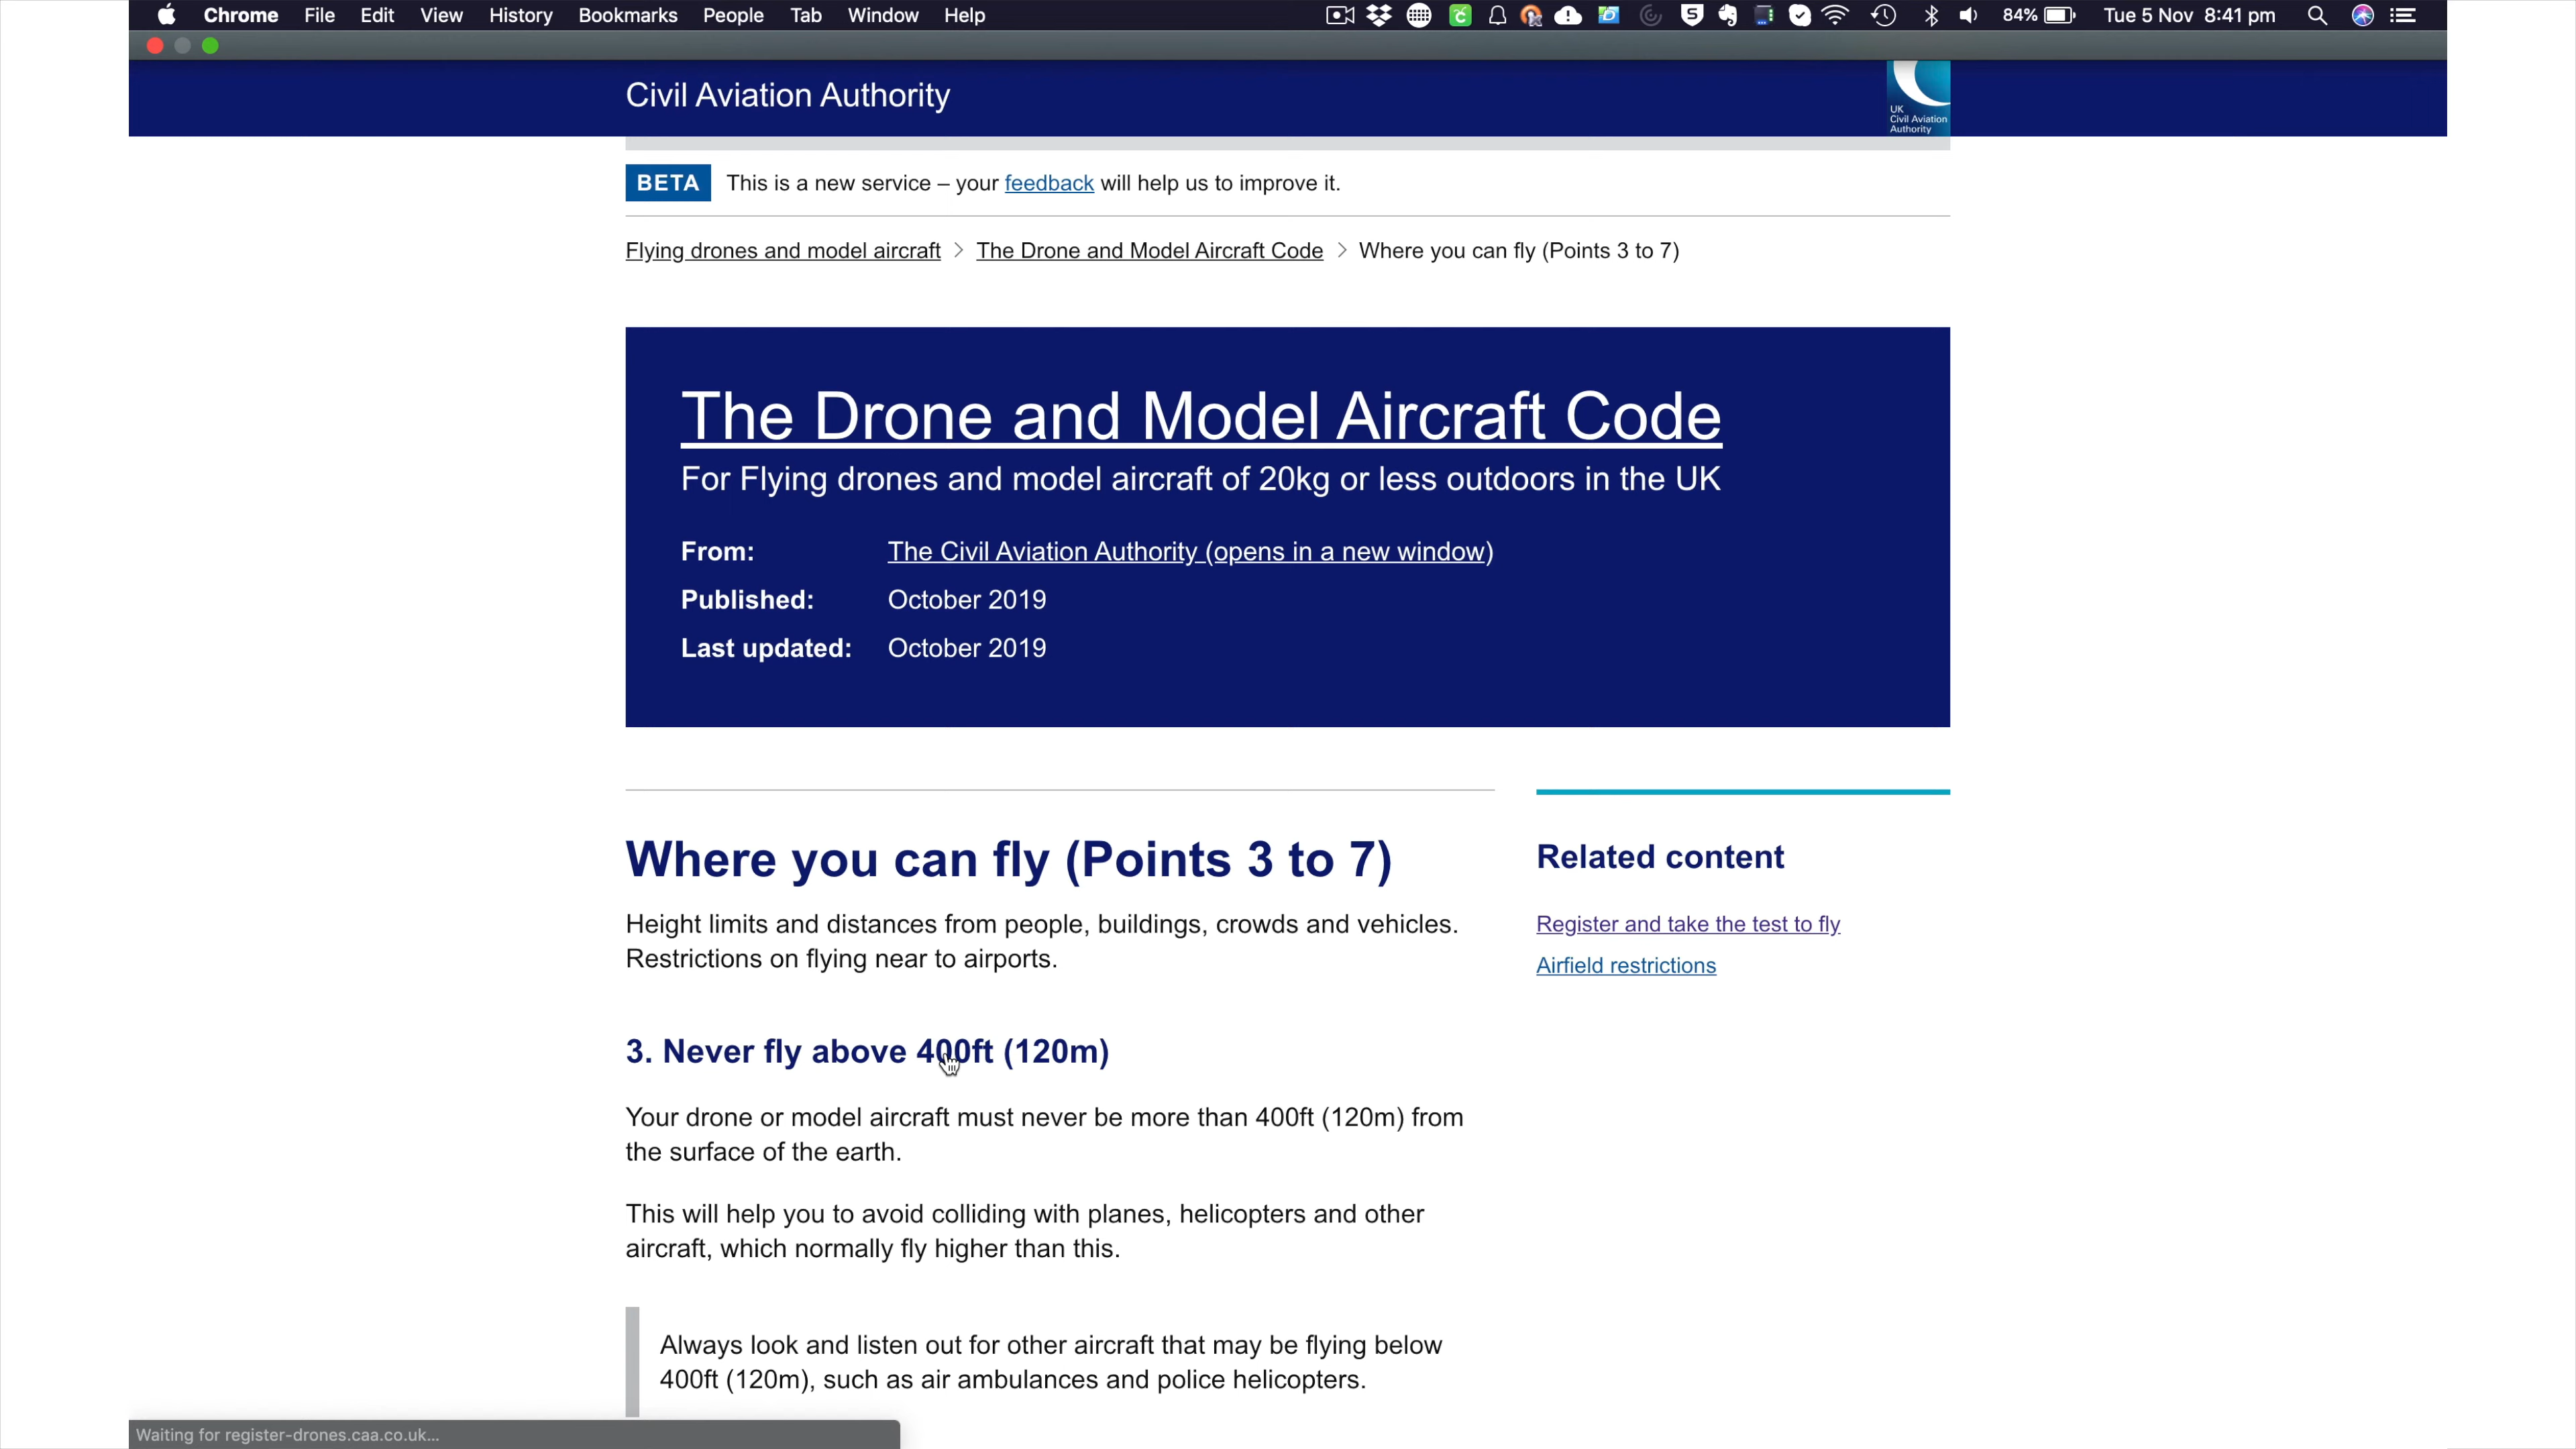 Chrome File Edit View History Bookmarks People Tab Window Help 84% Tue 5 Nov 8:41 pm
Civil Aviation Authority
UK
Civil Aviation
Authority
BETA This is a new service – your feedback will help us to improve it.
Flying drones and model aircraft > The Drone and Model Aircraft Code > Where you can fly (Points 3 to 7)
The Drone and Model Aircraft Code
For Flying drones and model aircraft of 20kg or less outdoors in the UK
From: The Civil Aviation Authority (opens in a new window)
Published: October 2019
Last updated: October 2019
Where you can fly (Points 3 to 7)
Height limits and distances from people, buildings, crowds and vehicles.
Restrictions on flying near to airports.
Related content
Register and take the test to fly
Airfield restrictions
3. Never fly above 400ft (120m)
Your drone or model aircraft must never be more than 400ft (120m) from
the surface of the earth.
This will help you to avoid colliding with planes, helicopters and other
aircraft, which normally fly higher than this.
Always look and listen out for other aircraft that may be flying below
400ft (120m), such as air ambulances and police helicopters.
Waiting for register-drones.caa.co.uk...